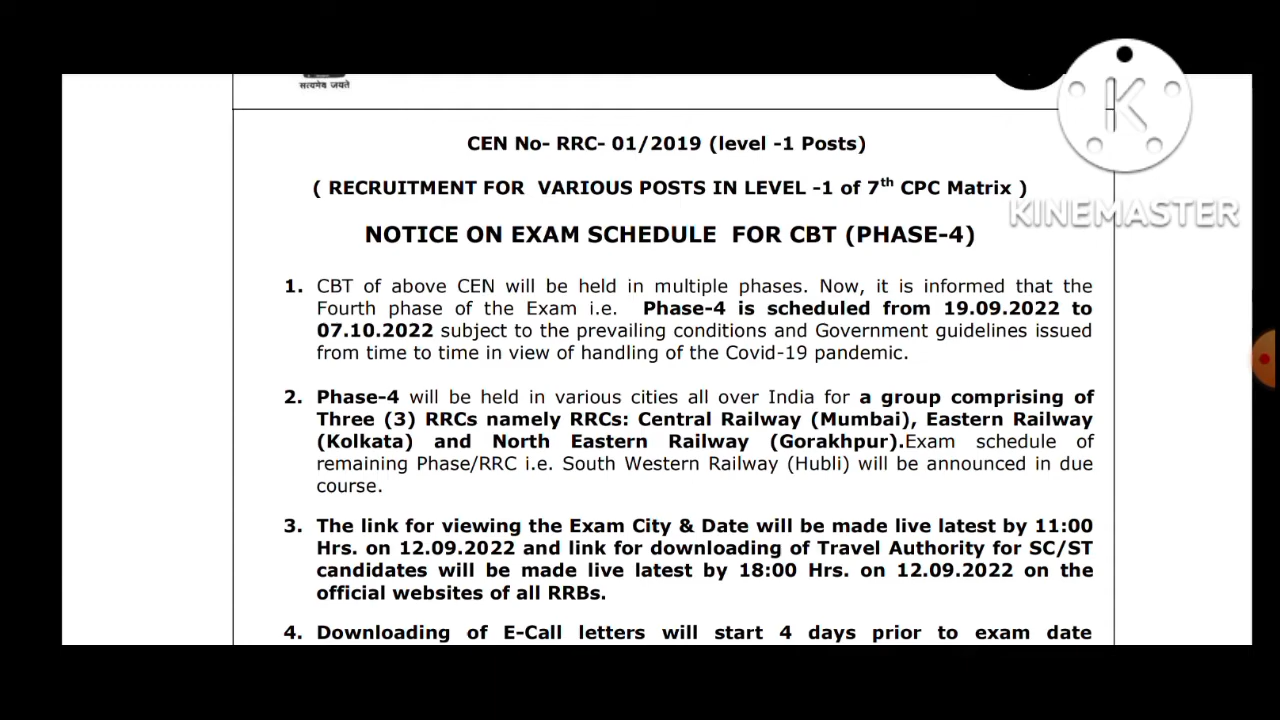 सत्यमेव जयते
CEN No- RRC- 01/2019 (level -1 Posts)
( RECRUITMENT FOR VARIOUS POSTS IN LEVEL -1 of 7th CPC Matrix )
KINEMASTER
NOTICE ON EXAM SCHEDULE FOR CBT (PHASE-4)
1. CBT of above CEN will be held in multiple phases. Now, it is informed that the
Fourth phase of the Exam i.e. Phase-4 is scheduled from 19.09.2022 to
07.10.2022 subject to the prevailing conditions and Government guidelines issued
from time to time in view of handling of the Covid-19 pandemic.
2. Phase-4 will be held in various cities all over India for a group comprising of
Three (3) RRCs namely RRCs: Central Railway (Mumbai), Eastern Railway
(Kolkata) and North Eastern Railway (Gorakhpur).Exam schedule of
remaining Phase/RRC i.e. South Western Railway (Hubli) will be announced in due
course.
3. The link for viewing the Exam City & Date will be made live latest by 11:00
Hrs. on 12.09.2022 and link for downloading of Travel Authority for SC/ST
candidates will be made live latest by 18:00 Hrs. on 12.09.2022 on the
official websites of all RRBs.
4. Downloading of E-Call letters will start 4 days prior to exam date